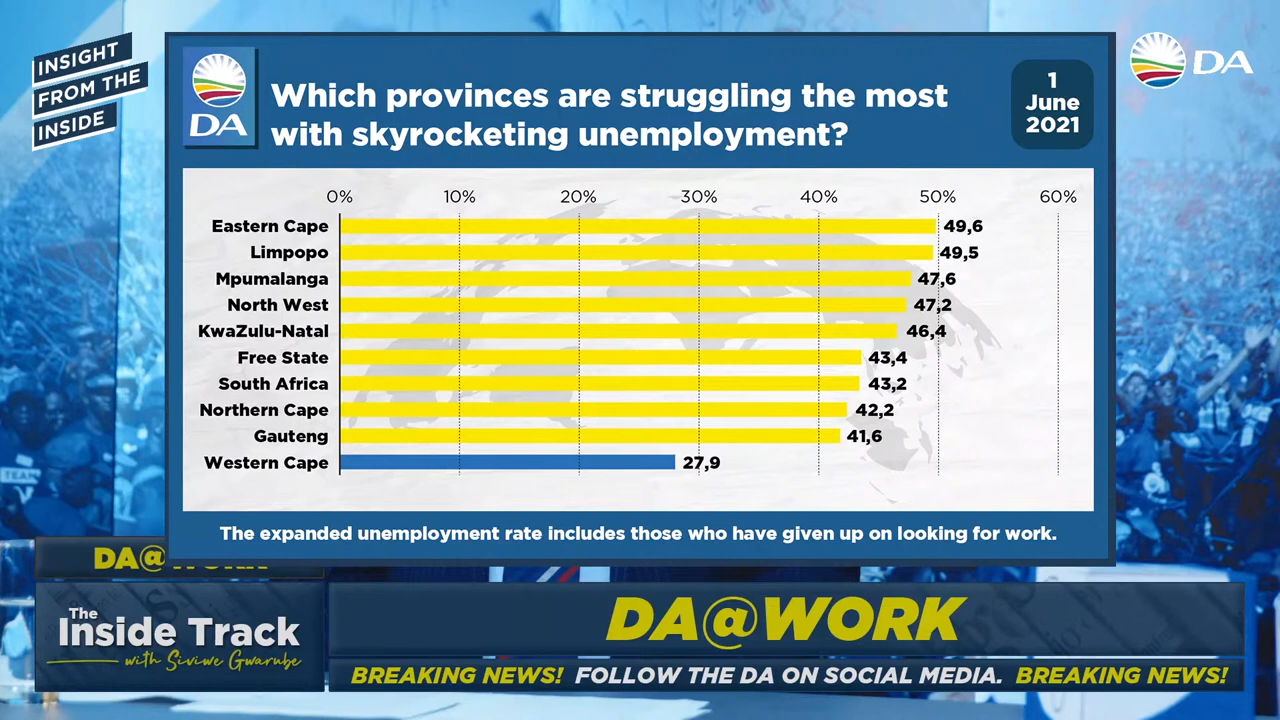 INSIGHT
FROM THE
INSIDE
DA
Which provinces are struggling the most
with skyrocketing unemployment?
1
June
2021
DA
0% 10% 20% 30% 40% 50% 60%
Eastern Cape 49,6
Limpopo 49,5
Mpumalanga 47,6
North West 47,2
KwaZulu-Natal 46,4
Free State 43,4
South Africa 43,2
Northern Cape 42,2
Gauteng 41,6
Western Cape 27,9
TEAM
The expanded unemployment rate includes those who have given up on looking for work.
DA@WORK
The
Inside Track
with Siviwe Gwarube
DA@WORK
BREAKING NEWS! FOLLOW THE DA ON SOCIAL MEDIA. BREAKING NEWS!